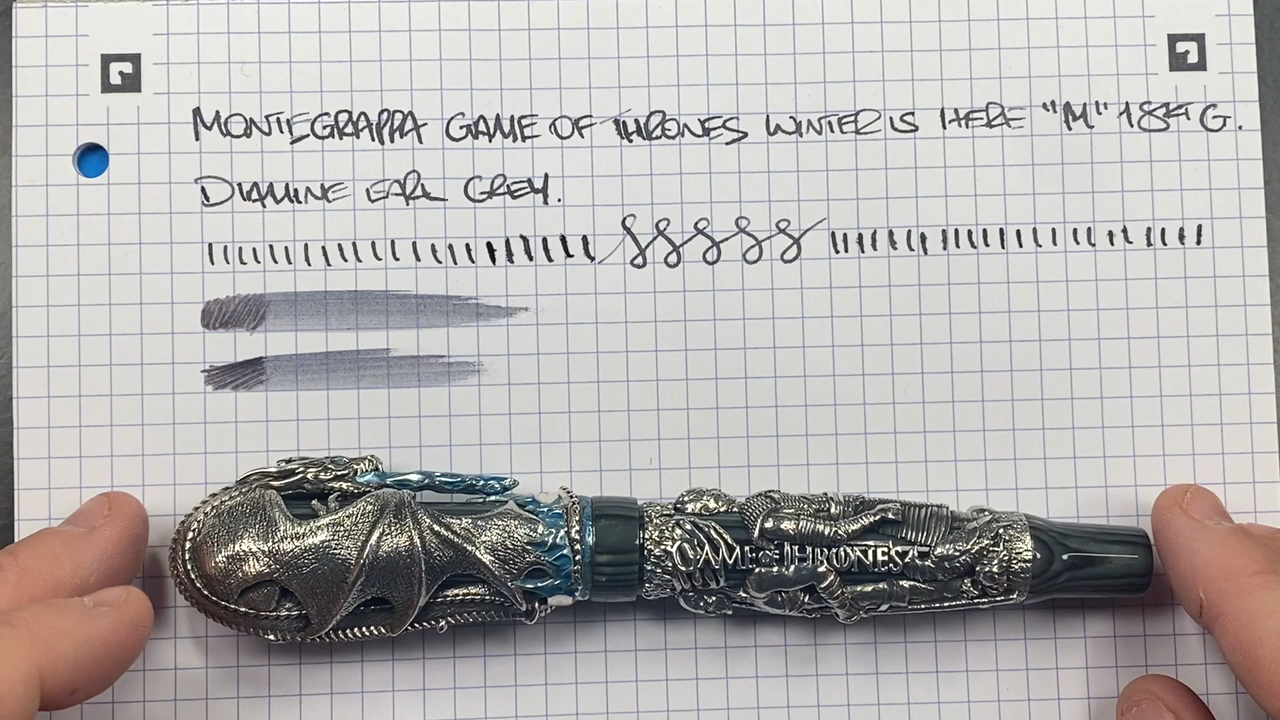 MONTEGRAPPA GAME OF THRONES WINTER IS HERE "M" 18K G.
DIAMINE EARL GREY.
GAME OF THRONES